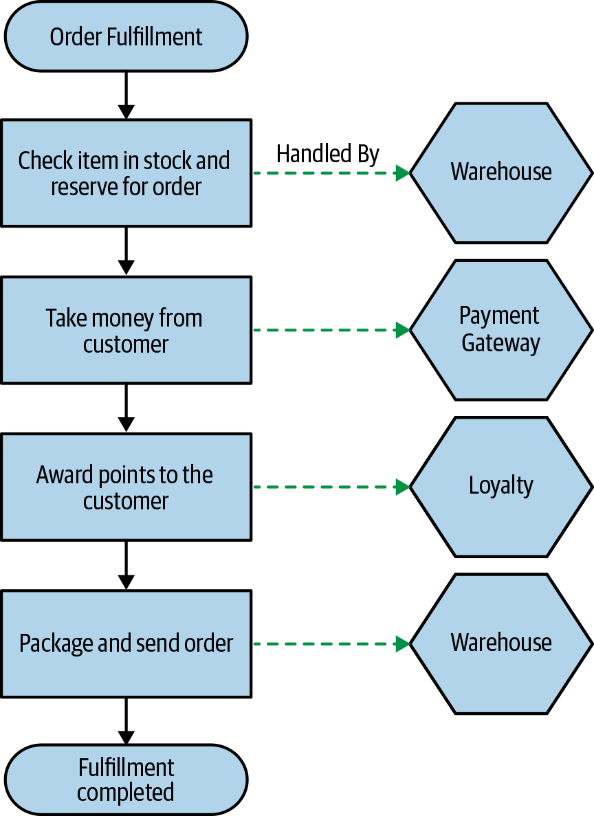 Order Fulfillment
Check item in stock and
reserve for order
Handled By
Warehouse
Take money from
customer
Payment
Gateway
Award points to the
customer
Loyalty
Package and send order
Warehouse
Fulfillment
completed